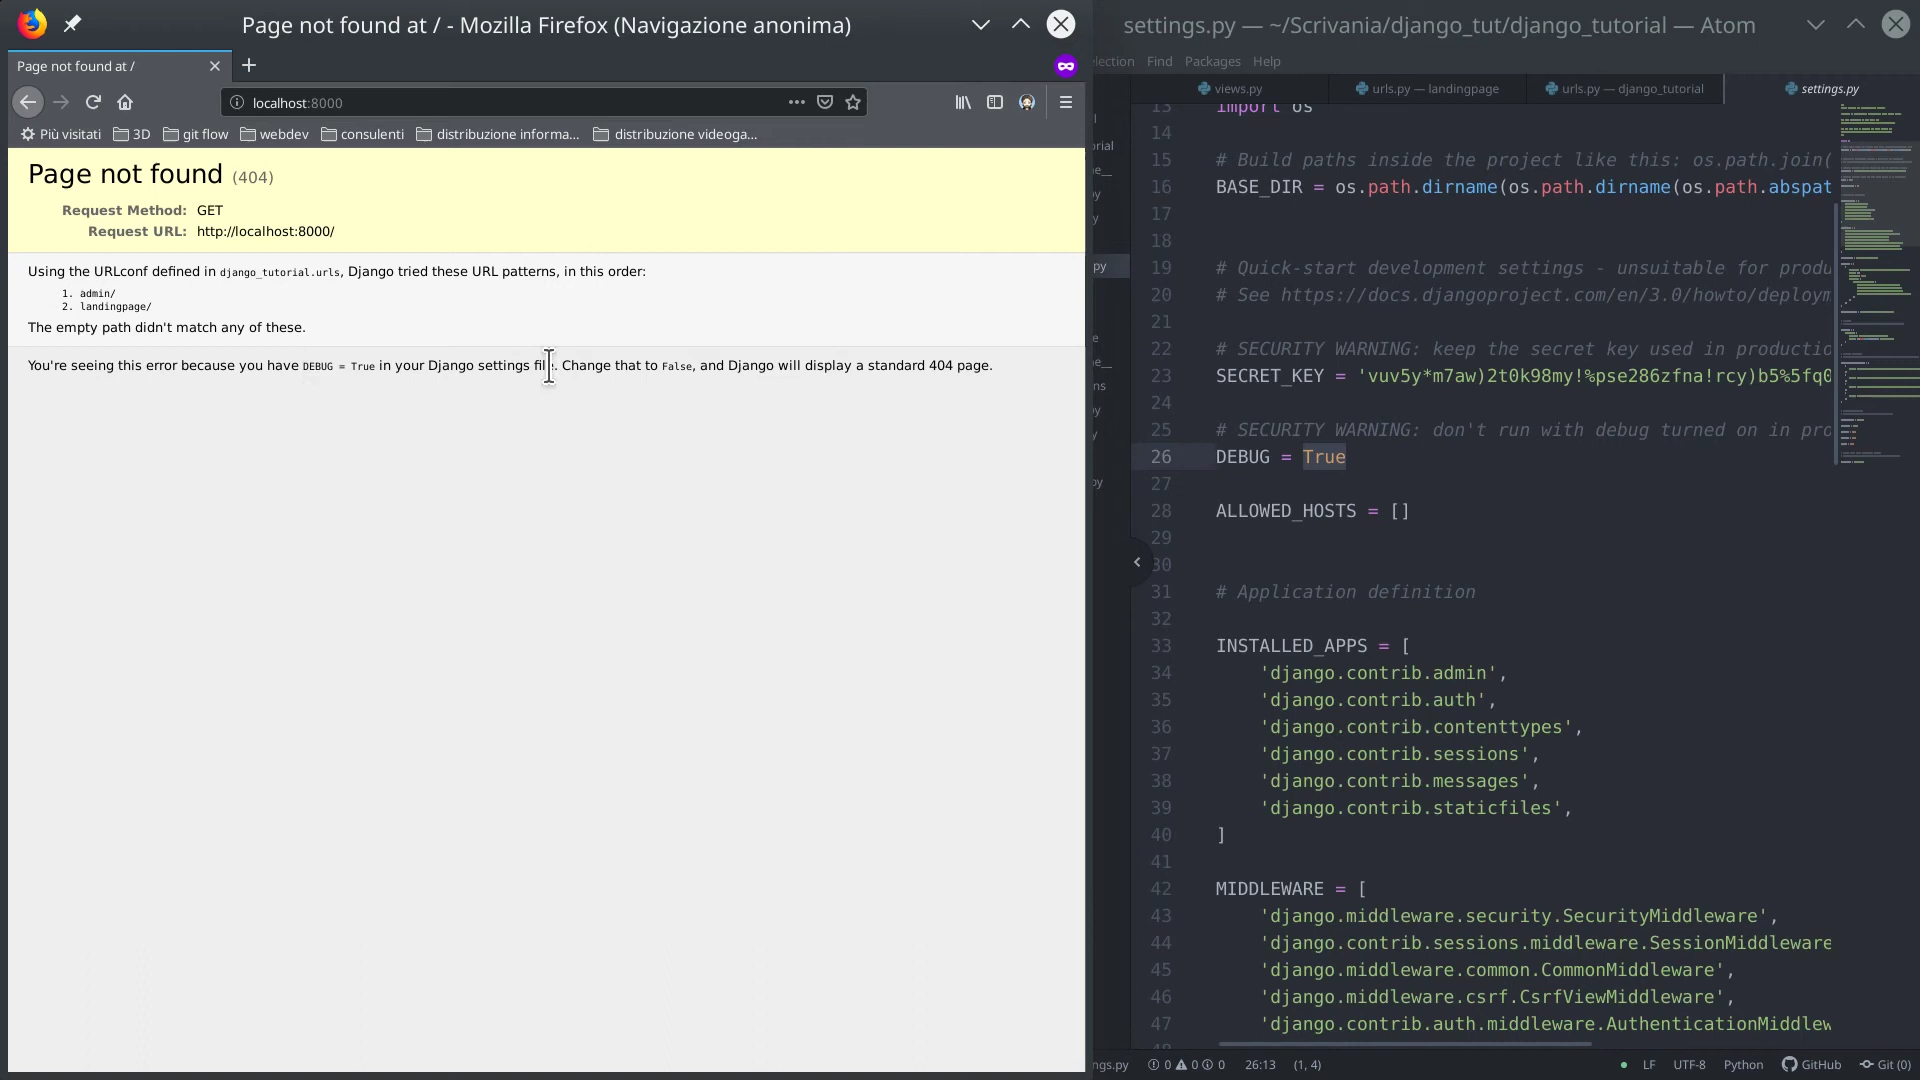 Page not found at / - Mozilla Firefox (Navigazione anonima)
Page not found at /
localhost:8000
Più visitati 3D git flow webdev consulenti distribuzione informa... distribuzione videoga...
Page not found (404)
Request Method: GET
Request URL: http://localhost:8000/
Using the URLconf defined in django_tutorial.urls, Django tried these URL patterns, in this order:
1. admin/
2. landingpage/
The empty path didn't match any of these.
You're seeing this error because you have DEBUG = True in your Django settings file. Change that to False, and Django will display a standard 404 page.
settings.py — ~/Scrivania/django_tut/django_tutorial — Atom
election Find Packages Help
views.py urls.py — landingpage urls.py — django_tutorial settings.py
13 import os
14
15 # Build paths inside the project like this: os.path.join(
16 BASE_DIR = os.path.dirname(os.path.dirname(os.path.abspat
17
18
19 # Quick-start development settings - unsuitable for produ
20 # See https://docs.djangoproject.com/en/3.0/howto/deploym
21
22 # SECURITY WARNING: keep the secret key used in productio
23 SECRET_KEY = 'vuv5y*m7aw)2t0k98my!%pse286zfna!rcy)b5%5fq0
24
25 # SECURITY WARNING: don't run with debug turned on in pro
26 DEBUG = True
27
28 ALLOWED_HOSTS = []
29
30
31 # Application definition
32
33 INSTALLED_APPS = [
34 'django.contrib.admin',
35 'django.contrib.auth',
36 'django.contrib.contenttypes',
37 'django.contrib.sessions',
38 'django.contrib.messages',
39 'django.contrib.staticfiles',
40 ]
41
42 MIDDLEWARE = [
43 'django.middleware.security.SecurityMiddleware',
44 'django.contrib.sessions.middleware.SessionMiddleware
45 'django.middleware.common.CommonMiddleware',
46 'django.middleware.csrf.CsrfViewMiddleware',
47 'django.contrib.auth.middleware.AuthenticationMiddlew
ngs.py 0 0 0 26:13 (1, 4) LF UTF-8 Python GitHub Git (0)